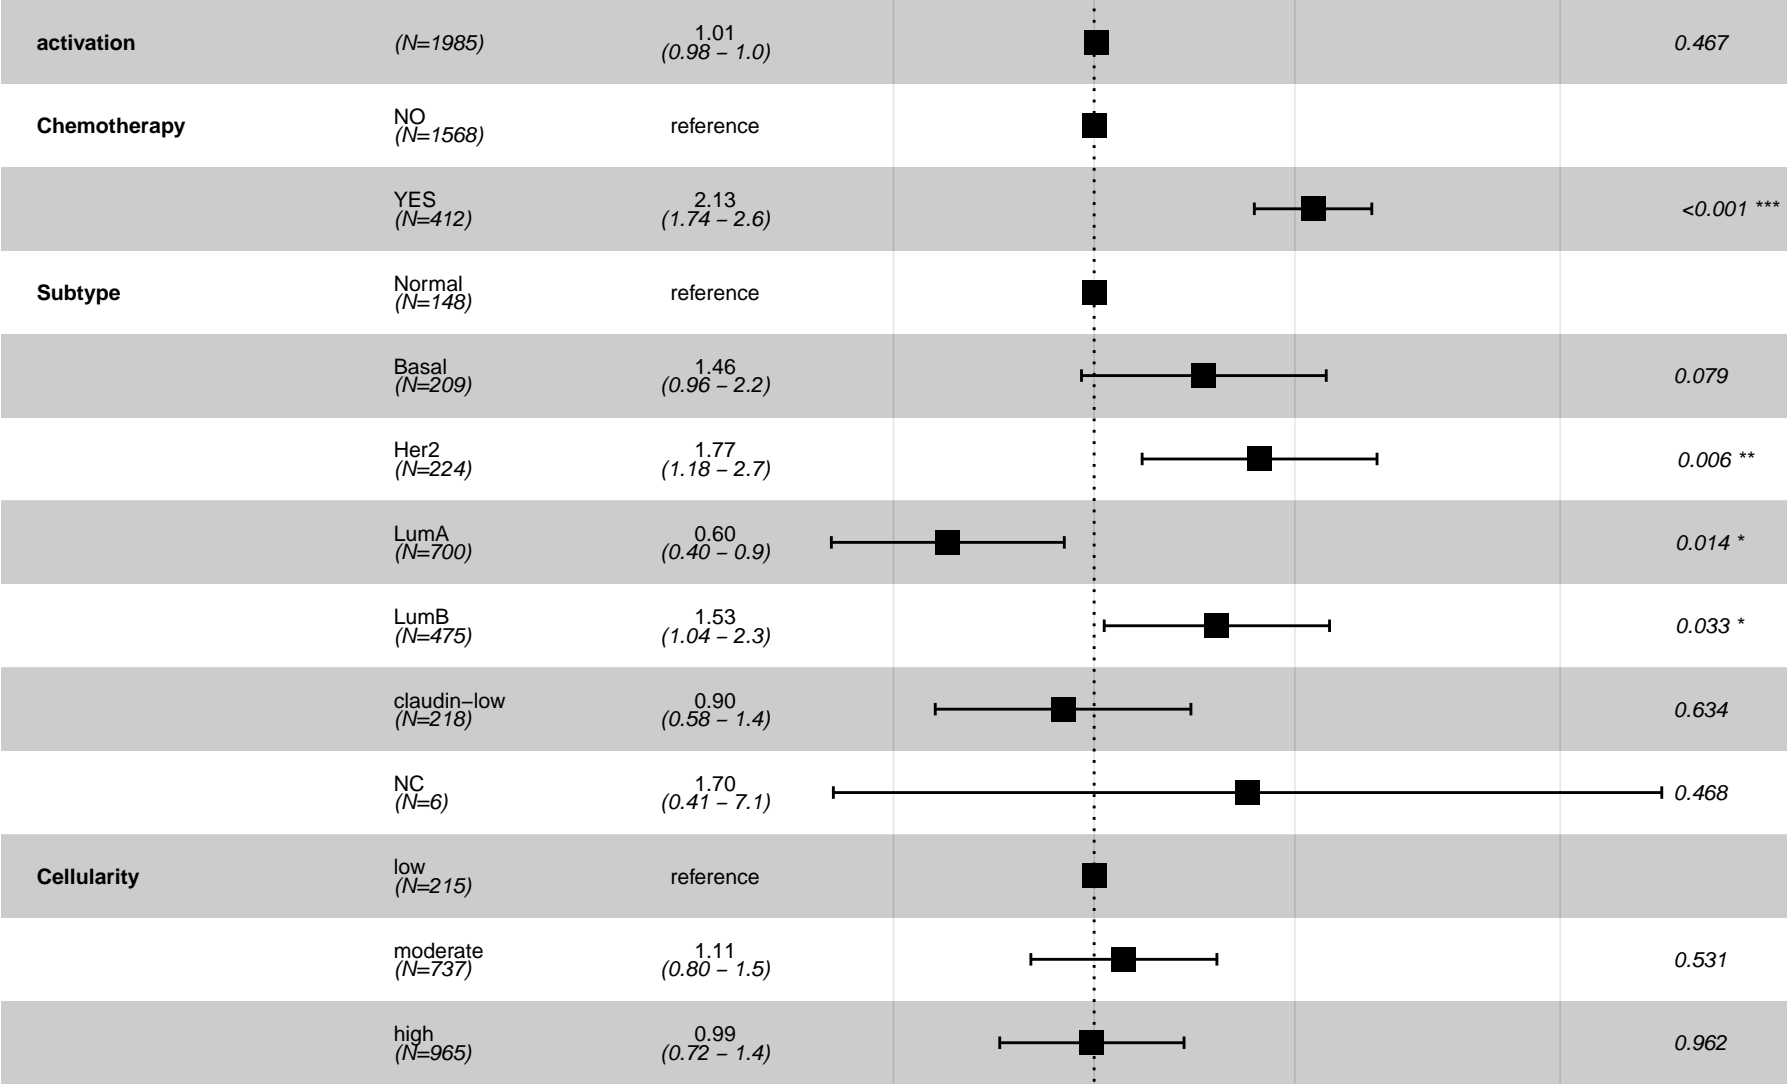 activation (N=1985) 1.01 (0.98 – 1.0) 0.467
Chemotherapy NO (N=1568) reference
YES (N=412) 2.13 (1.74 – 2.6) <0.001 ***
Subtype Normal (N=148) reference
Basal (N=209) 1.46 (0.96 – 2.2) 0.079
Her2 (N=224) 1.77 (1.18 – 2.7) 0.006 **
LumA (N=700) 0.60 (0.40 – 0.9) 0.014 *
LumB (N=475) 1.53 (1.04 – 2.3) 0.033 *
claudin−low (N=218) 0.90 (0.58 – 1.4) 0.634
NC (N=6) 1.70 (0.41 – 7.1) 0.468
Cellularity low (N=215) reference
moderate (N=737) 1.11 (0.80 – 1.5) 0.531
high (N=965) 0.99 (0.72 – 1.4) 0.962